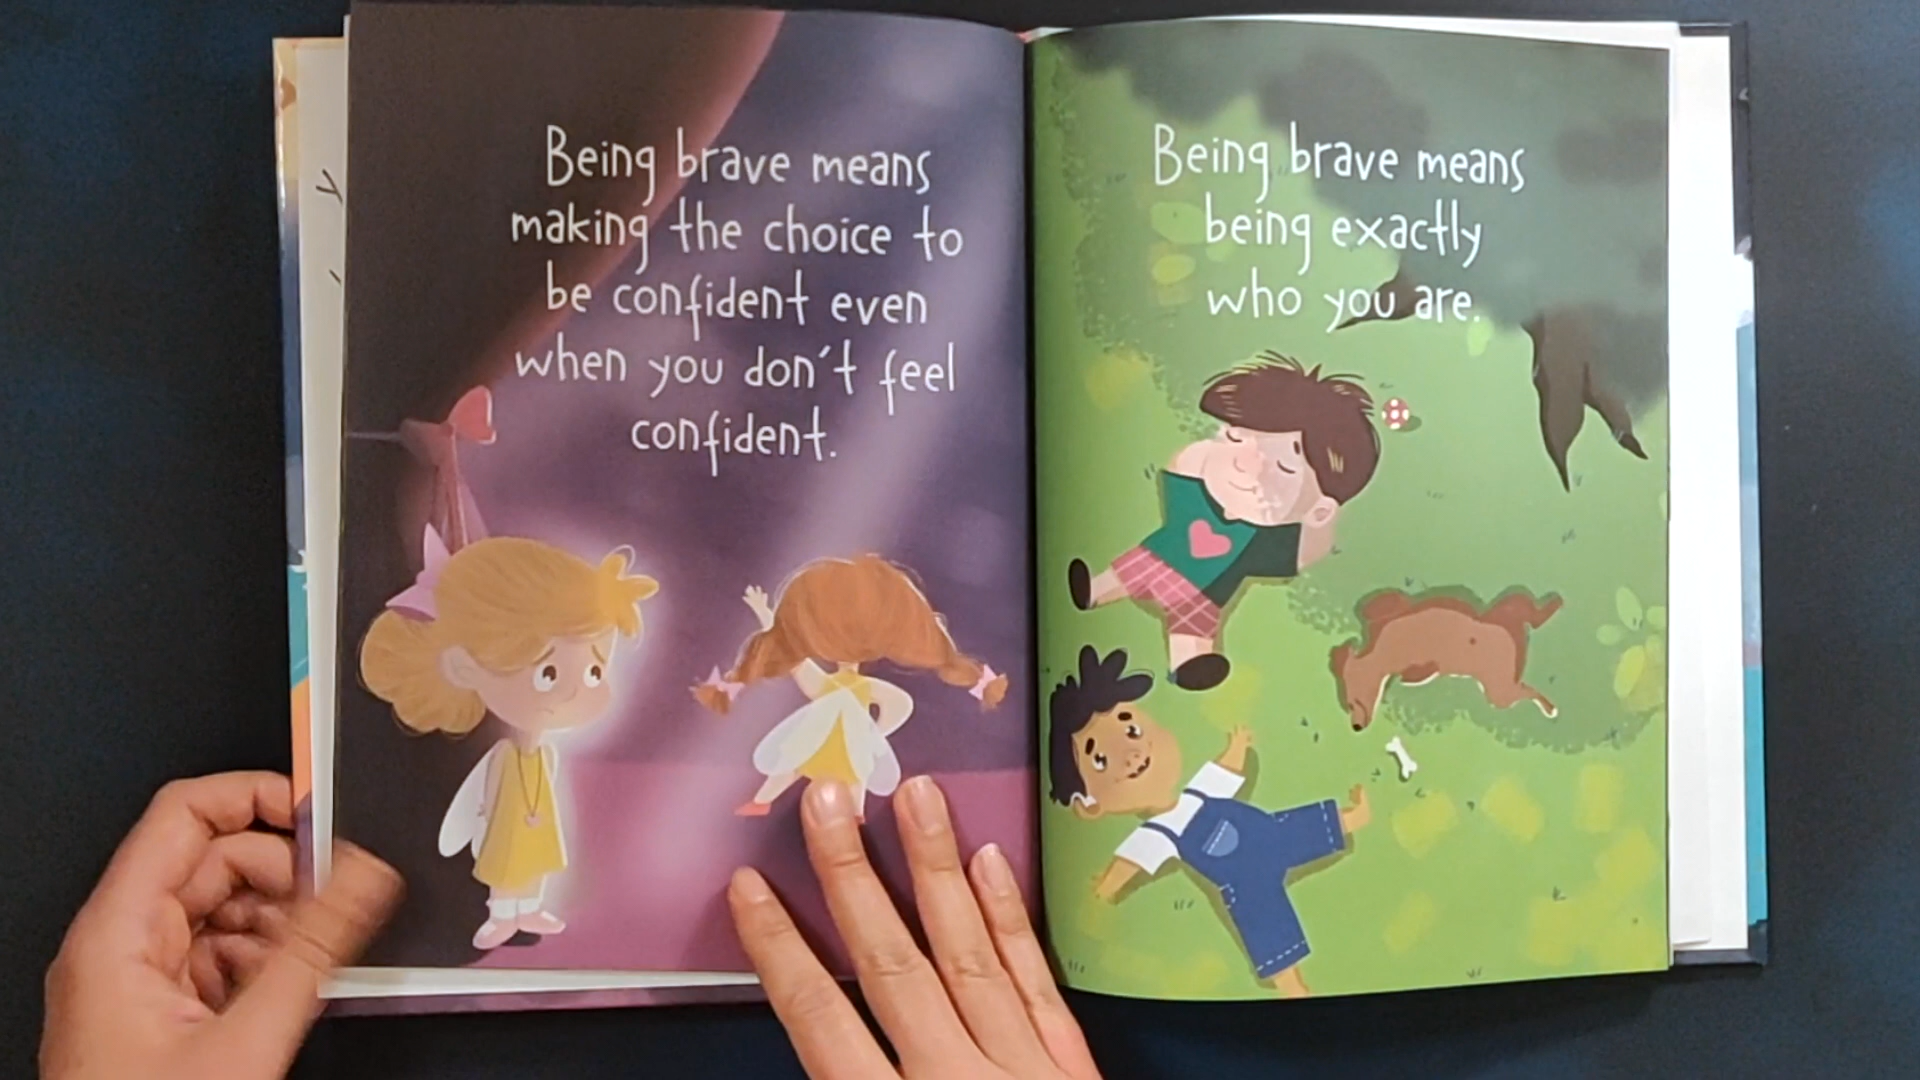 Being brave means
making the choice to
be confident even
when you don't feel
confident.
Being brave means
being exactly
who you are.